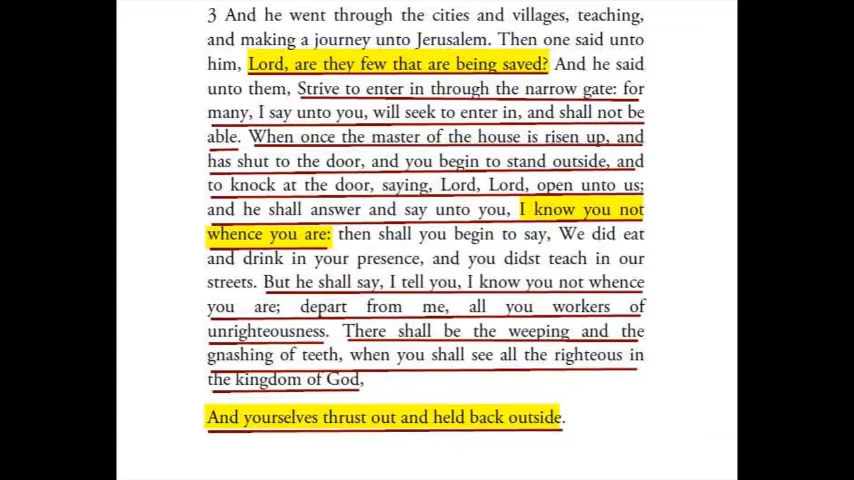 3 And he went through the cities and villages, teaching,
and making a journey unto Jerusalem. Then one said unto
him, Lord, are they few that are being saved? And he said
unto them, Strive to enter in through the narrow gate: for
many, I say unto you, will seek to enter in, and shall not be
able. When once the master of the house is risen up, and
has shut to the door, and you begin to stand outside, and
to knock at the door, saying, Lord, Lord, open unto us;
and he shall answer and say unto you, I know you not
whence you are: then shall you begin to say, We did eat
and drink in your presence, and you didst teach in our
streets. But he shall say, I tell you, I know you not whence
you are; depart from me, all you workers of
unrighteousness. There shall be the weeping and the
gnashing of teeth, when you shall see all the righteous in
the kingdom of God,
And yourselves thrust out and held back outside.